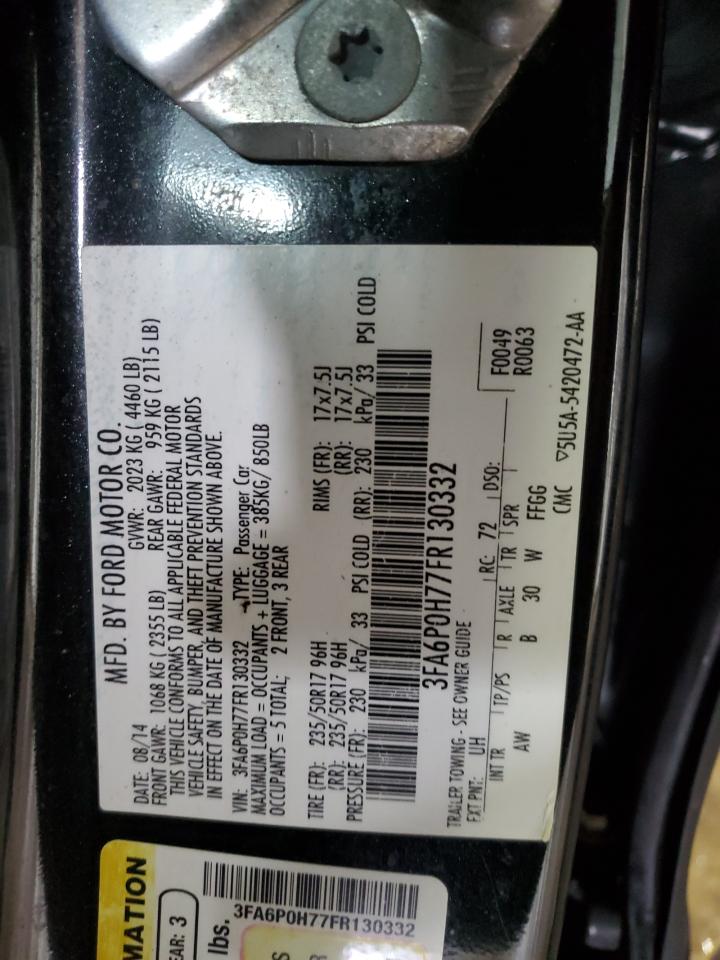 MFD. BY FORD MOTOR CO.
DATE: 08/14 GVWR: 2023 KG ( 4460 LB)
FRONT GAWR: 1068 KG ( 2355 LB) REAR GAWR: 959 KG ( 2115 LB)
THIS VEHICLE CONFORMS TO ALL APPLICABLE FEDERAL MOTOR
VEHICLE SAFETY, BUMPER, AND THEFT PREVENTION STANDARDS
IN EFFECT ON THE DATE OF MANUFACTURE SHOWN ABOVE.
VIN: 3FA6P0H77FR130332 TYPE: Passenger Car
MAXIMUM LOAD = OCCUPANTS + LUGGAGE = 385KG/ 850LB
OCCUPANTS = 5 TOTAL; 2 FRONT, 3 REAR
TIRE (FR): 235/50R17 96H RIMS (FR): 17x7.5J
(RR): 235/50R17 96H (RR): 17x7.5J
PRESSURE (FR): 230 kPa/ 33 PSI COLD (RR): 230 kPa/ 33 PSI COLD
3FA6P0H77FR130332
TRAILER TOWING - SEE OWNER GUIDE
EXT PNT: UH RC: 72 DSO: F0049
R0063
INT TR TP/PS R AXLE TR SPR
AW B 30 W FFGG
CMC ▽5U5A-5420472-AA
MATION
EAR: 3
lbs.
3FA6P0H77FR130332